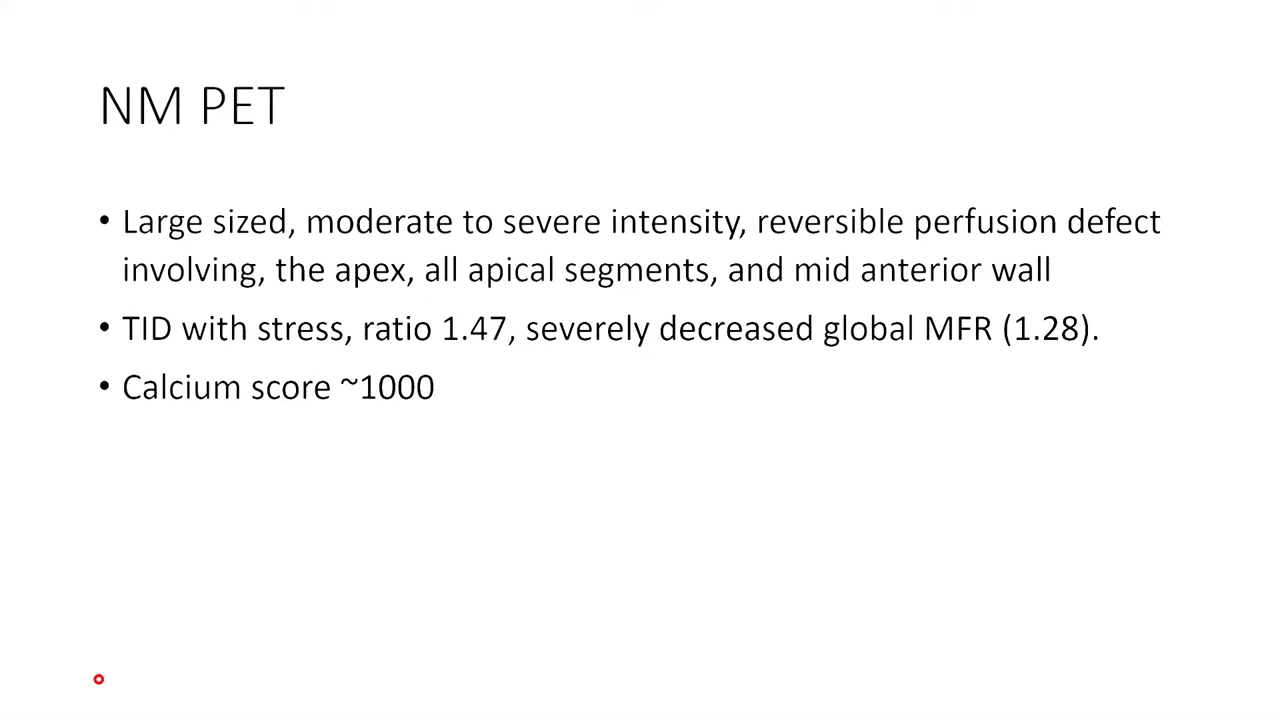 NM PET
• Large sized, moderate to severe intensity, reversible perfusion defect
involving, the apex, all apical segments, and mid anterior wall
• TID with stress, ratio 1.47, severely decreased global MFR (1.28).
• Calcium score ~1000